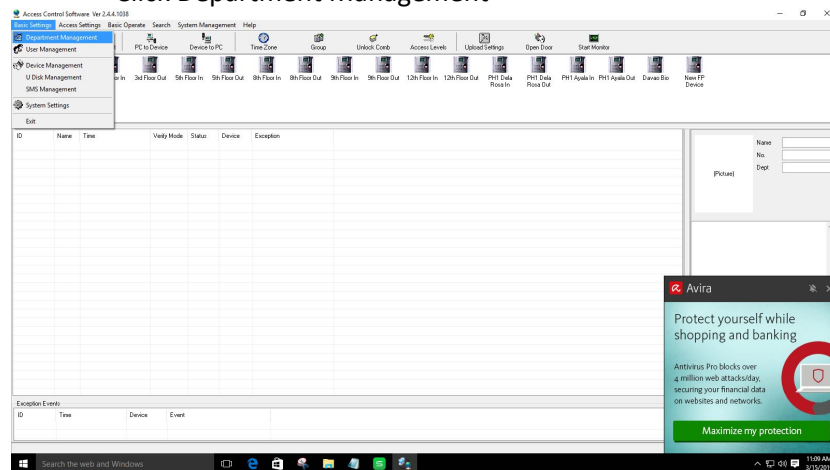 Click Department Management
Access Control Software Ver 2.4.4.1038
Basic Settings Access Settings Basic Operate Search System Management Help
Department Management
User Management
Device Management
U Disk Management
SMS Management
System Settings
Exit
PC to Device Device to PC Time Zone Group Unlock Comb Access Levels Upload Settings Open Door Start Monitor
3rd Floor Out 5th Floor In 5th Floor Out 8th Floor In 8th Floor Out 9th Floor In 9th Floor Out 12th Floor In 12th Floor Out PH1 Dela Rosa In PH1 Dela Rosa Out PH1 Ayala In PH1 Ayala Out Davao Bio New FP Device
ID Name Time Verify Mode Status Device Exception
Name
No.
Dept
(Picture)
Avira
Protect yourself while
shopping and banking
Antivirus Pro blocks over
4 million web attacks/day,
securing your financial data
on websites and networks.
Maximize my protection
Exception Events
ID Time Device Event
Search the web and Windows
11:09 AM